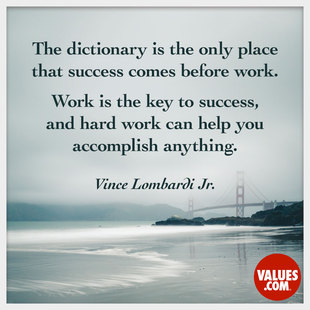 The dictionary is the only place
that success comes before work.
Work is the key to success,
and hard work can help you
accomplish anything.
Vince Lombardi Jr.
VALUES
.COM